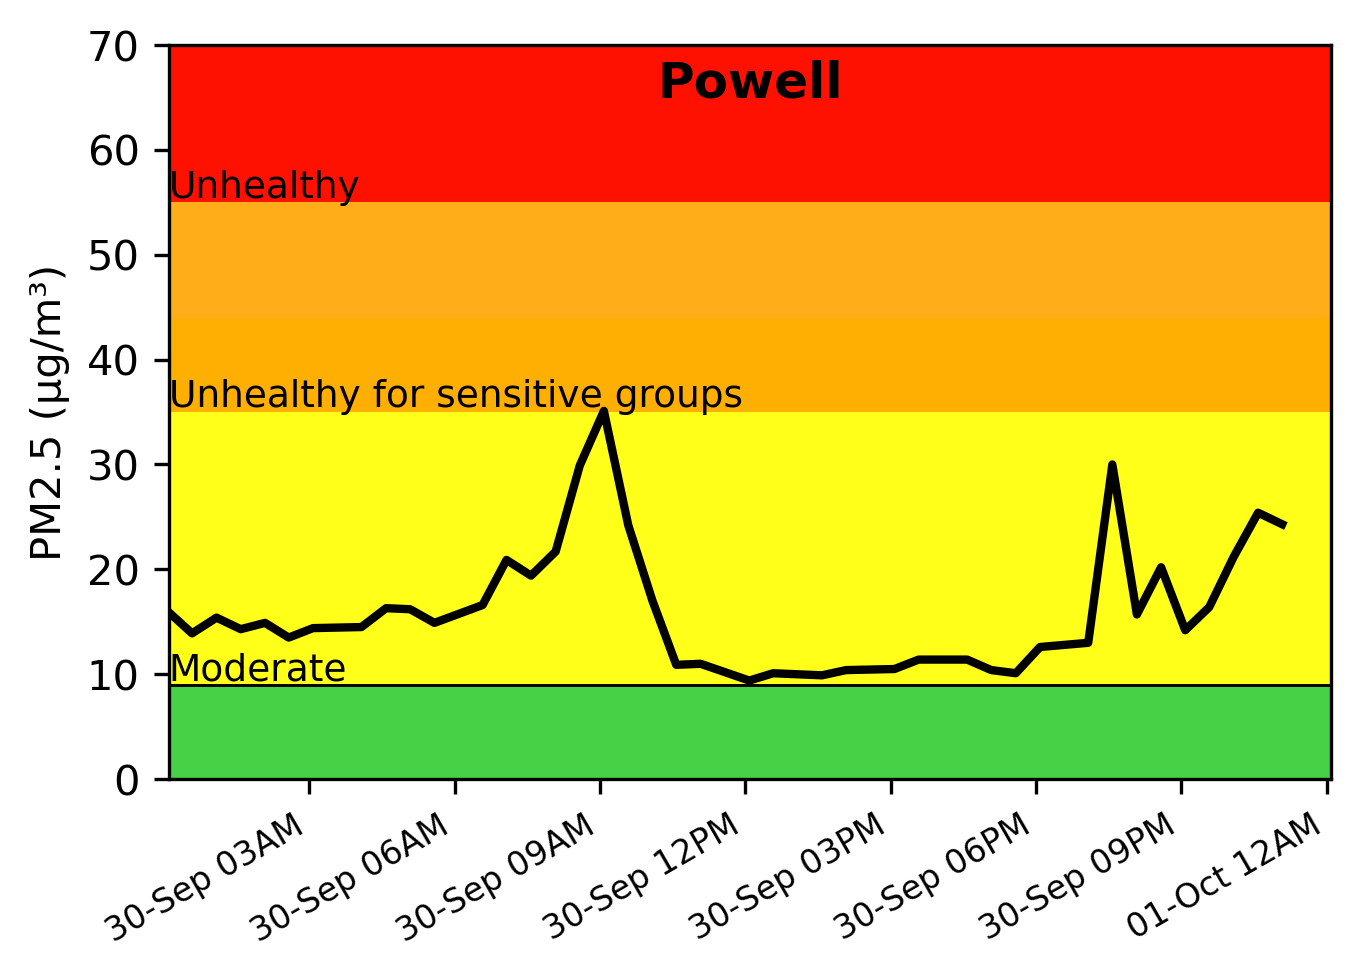 Powell
70
60
50
40
30
20
10
0
PM2.5 (µg/m³)
Unhealthy
Unhealthy for sensitive groups
Moderate
30-Sep 03AM
30-Sep 06AM
30-Sep 09AM
30-Sep 12PM
30-Sep 03PM
30-Sep 06PM
30-Sep 09PM
01-Oct 12AM